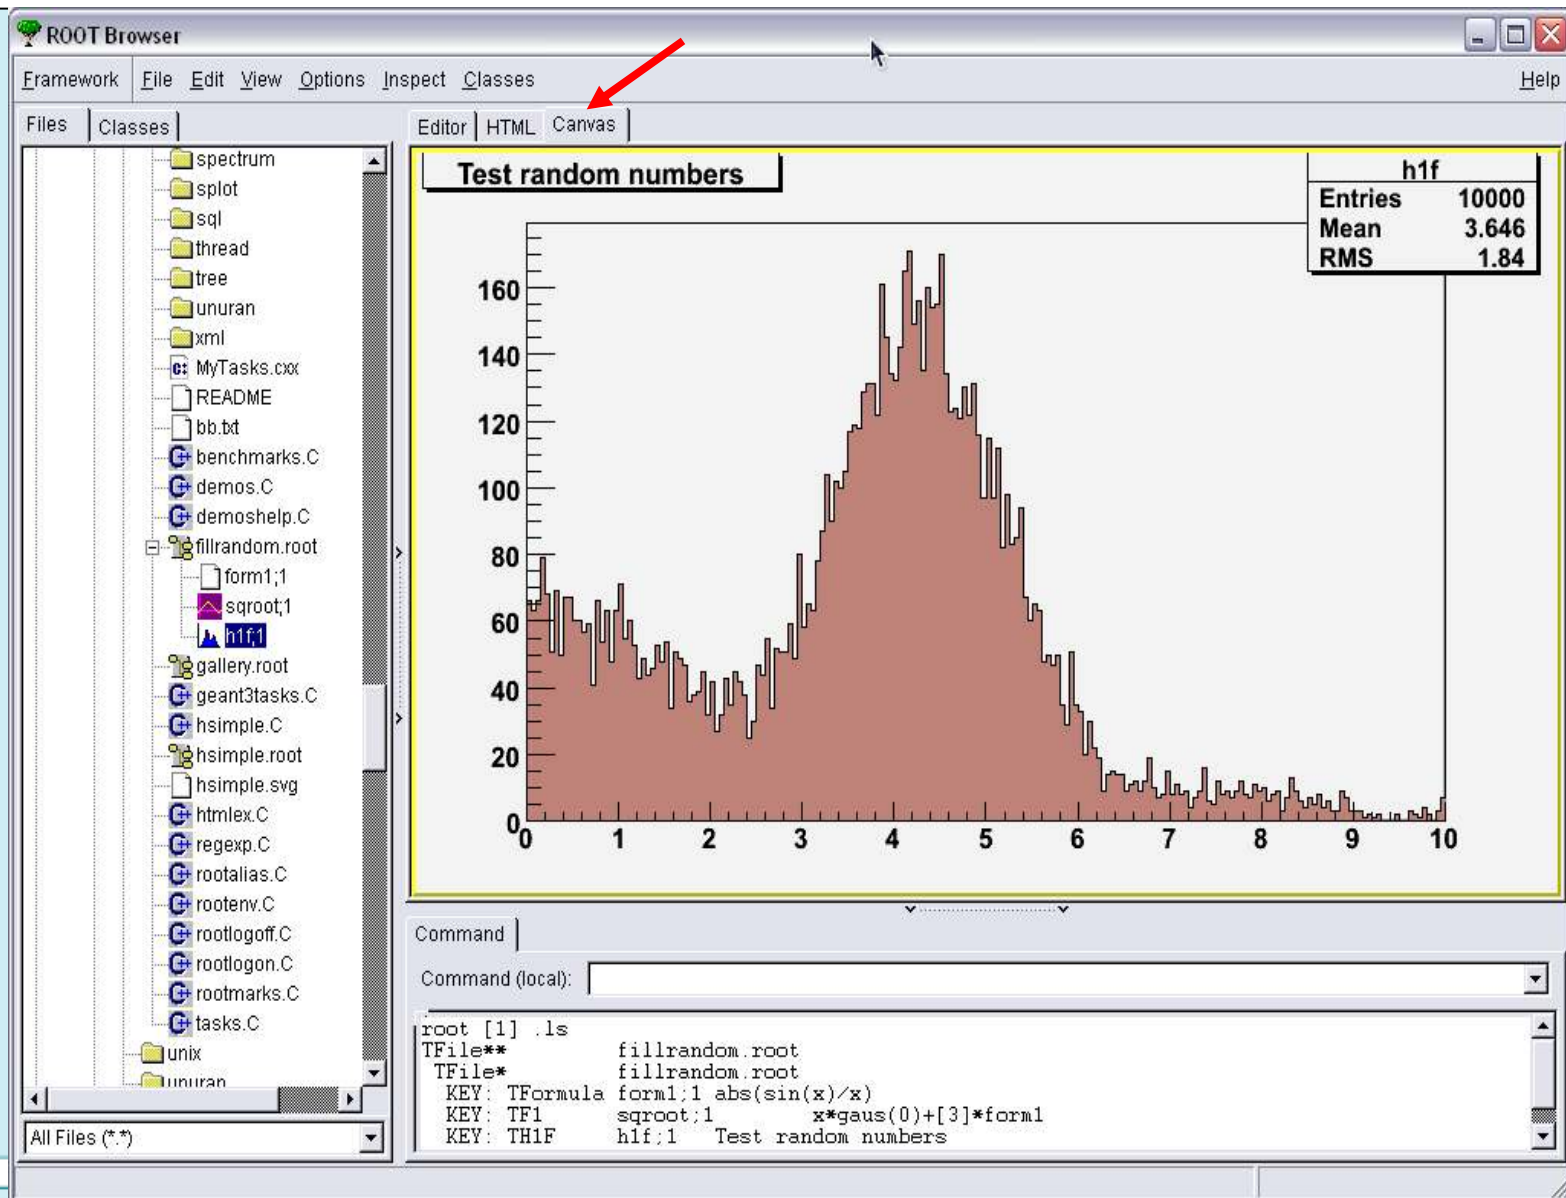 ROOT Browser
Framework File Edit View Options Inspect Classes Help
Files Classes
Editor HTML Canvas
spectrum
splot
sql
thread
tree
unuran
xml
MyTasks.cxx
README
bb.txt
benchmarks.C
demos.C
demoshelp.C
fillrandom.root
form1;1
sqroot;1
h1f;1
gallery.root
geant3tasks.C
hsimple.C
hsimple.root
hsimple.svg
htmlex.C
regexp.C
rootalias.C
rootenv.C
rootlogoff.C
rootlogon.C
rootmarks.C
tasks.C
unix
unuran
All Files (*.*)
Test random numbers
h1f
Entries 10000
Mean 3.646
RMS 1.84
160
140
120
100
80
60
40
20
0
0 1 2 3 4 5 6 7 8 9 10
Command
Command (local):
root [1] .ls
TFile** fillrandom.root
TFile* fillrandom.root
KEY: TFormula form1;1 abs(sin(x)/x)
KEY: TF1 sqroot;1 x*gaus(0)+[3]*form1
KEY: TH1F h1f;1 Test random numbers